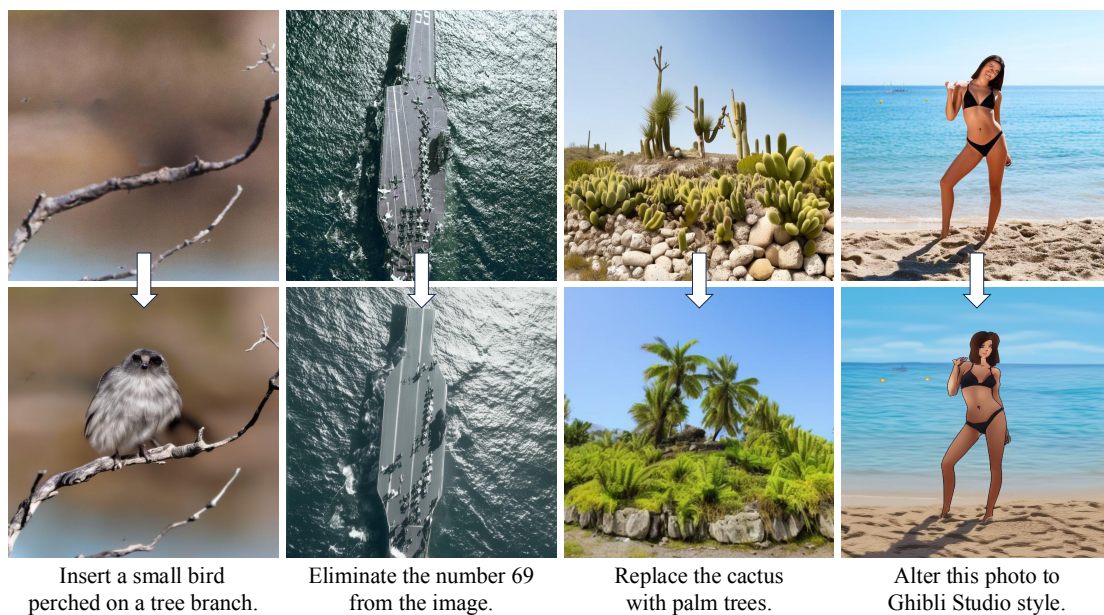 69
Insert a small bird
perched on a tree branch.
Eliminate the number 69
from the image.
Replace the cactus
with palm trees.
Alter this photo to
Ghibli Studio style.